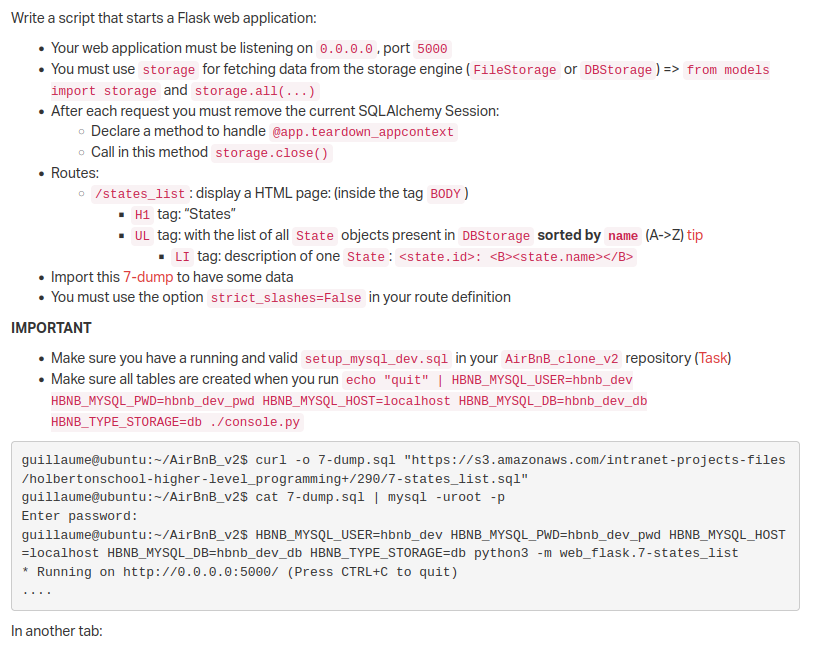 Write a script that starts a Flask web application:
• Your web application must be listening on 0.0.0.0, port 5000
• You must use storage for fetching data from the storage engine (FileStorage or DBStorage) => from models
import storage and storage.all(...)
• After each request you must remove the current SQLAlchemy Session:
○ Declare a method to handle @app.teardown_appcontext
○ Call in this method storage.close()
• Routes:
○ /states_list: display a HTML page: (inside the tag BODY)
▪ H1 tag: “States”
▪ UL tag: with the list of all State objects present in DBStorage sorted by name (A->Z) tip
▪ LI tag: description of one State: <state.id>: <B><state.name></B>
• Import this 7-dump to have some data
• You must use the option strict_slashes=False in your route definition
IMPORTANT
• Make sure you have a running and valid setup_mysql_dev.sql in your AirBnB_clone_v2 repository (Task)
• Make sure all tables are created when you run echo "quit" | HBNB_MYSQL_USER=hbnb_dev
HBNB_MYSQL_PWD=hbnb_dev_pwd HBNB_MYSQL_HOST=localhost HBNB_MYSQL_DB=hbnb_dev_db
HBNB_TYPE_STORAGE=db ./console.py
guillaume@ubuntu:~/AirBnB_v2$ curl -o 7-dump.sql "https://s3.amazonaws.com/intranet-projects-files
/holbertonschool-higher-level_programming+/290/7-states_list.sql"
guillaume@ubuntu:~/AirBnB_v2$ cat 7-dump.sql | mysql -uroot -p
Enter password:
guillaume@ubuntu:~/AirBnB_v2$ HBNB_MYSQL_USER=hbnb_dev HBNB_MYSQL_PWD=hbnb_dev_pwd HBNB_MYSQL_HOST
=localhost HBNB_MYSQL_DB=hbnb_dev_db HBNB_TYPE_STORAGE=db python3 -m web_flask.7-states_list
* Running on http://0.0.0.0:5000/ (Press CTRL+C to quit)
....
In another tab: